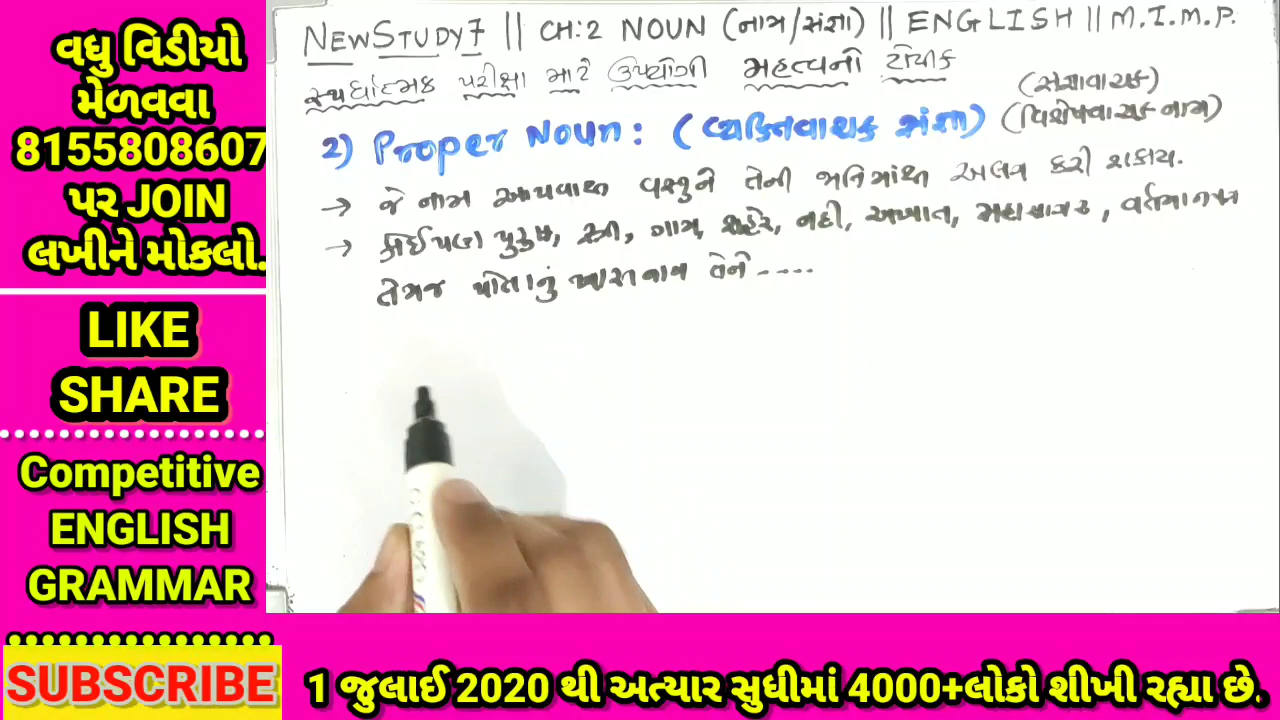 વધુ વિડીયો
મેળવવા
8155808607
પર JOIN
લખીને મોકલો.
LIKE
SHARE
Competitive
ENGLISH
GRAMMAR
SUBSCRIBE
1 જુલાઈ 2020 થી અત્યાર સુધીમાં 4000+લોકો શીખી રહ્યા છે.
NEWSTUDY7 || CH:2 NOUN (નામ/સંજ્ઞા) || ENGLISH || M.I.M.P.
સ્પર્ધાત્મક પરીક્ષા માટે ઉપયોગી મહત્વનો ટોપીક
(સંજ્ઞાવાચક)
2) Proper Noun: (વ્યક્તિવાચક સંજ્ઞા) (વિશેષવાચક નામ)
→ જે નામ આપવાથી વસ્તુને તેની જાતિમાંથી અલગ કરી શકાય.
→ કોઈપણ પુરુષ, સ્ત્રી, ગામ, શહેર, નદી, અખાત, મહાસાગર, વર્તમાનપત્ર
તેમજ પોતાનું ખાસ નામ તેને ----